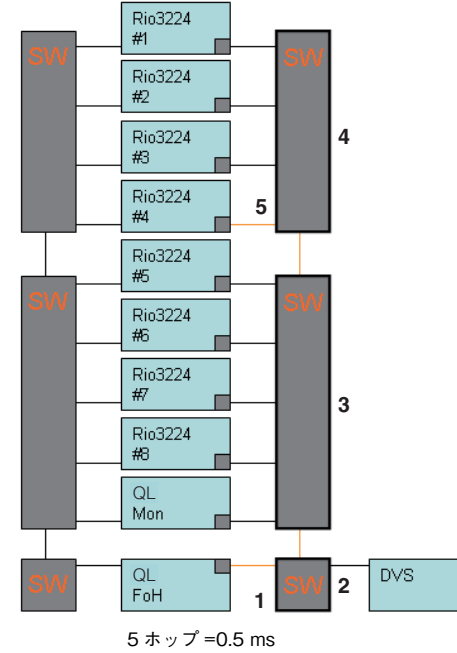 SW
Rio3224
#1
SW
Rio3224
#2
Rio3224
#3
4
Rio3224
#4
5
Rio3224
#5
SW
SW
Rio3224
#6
Rio3224
#7
3
Rio3224
#8
QL
Mon
SW
QL
FoH
1
SW
2
DVS
5 ホップ =0.5 ms